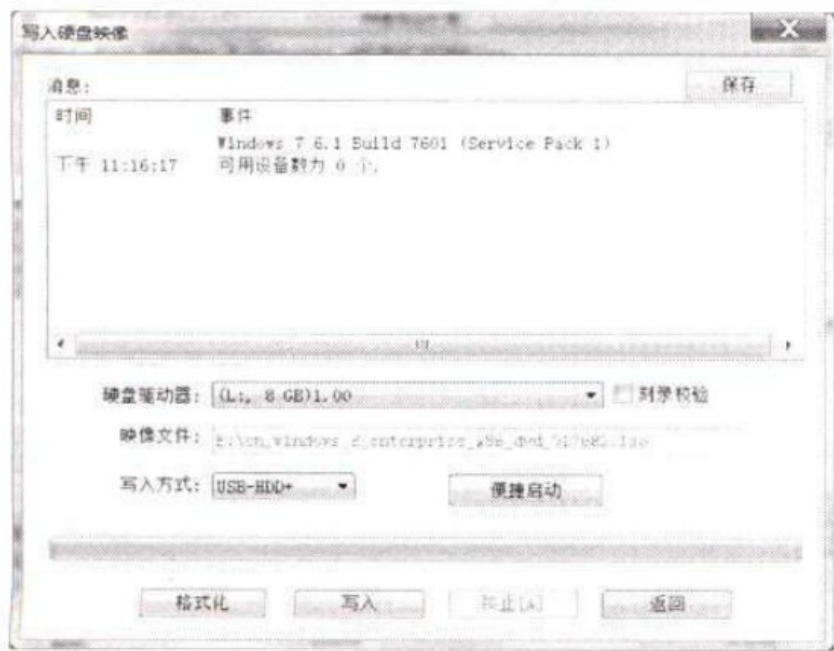 写入硬盘映像
消息:
保存
时间 事件
Windows 7 6.1 Build 7601 (Service Pack 1)
下午 11:16:17 可用设备数为 0 个.
硬盘驱动器: (L:, 8 GB)1.00 刻录校验
映像文件:
写入方式: USB-HDD+ 便捷启动
格式化 写入 返回